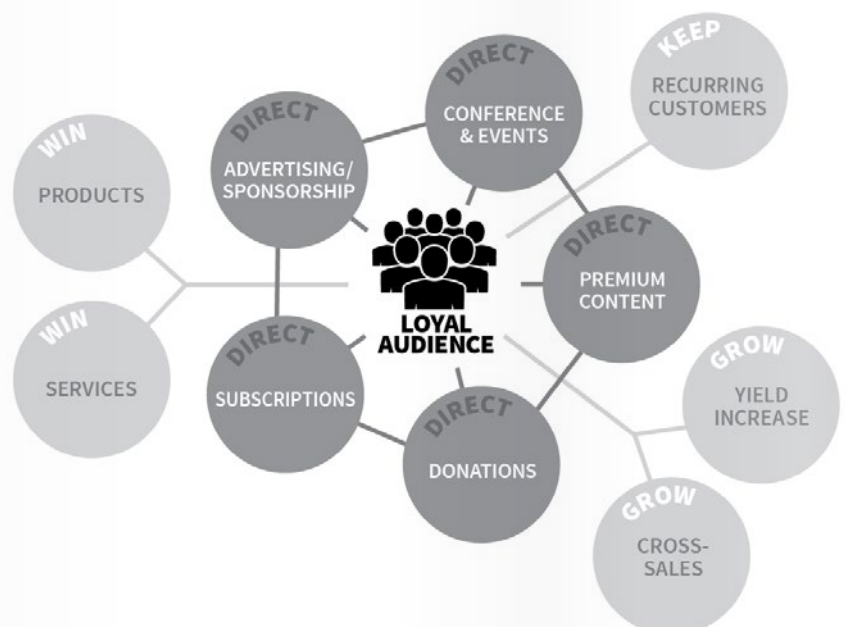 DIRECT
CONFERENCE
& EVENTS
KEEP
RECURRING
CUSTOMERS
DIRECT
ADVERTISING/
SPONSORSHIP
WIN
PRODUCTS
DIRECT
PREMIUM
CONTENT
LOYAL
AUDIENCE
WIN
SERVICES
DIRECT
SUBSCRIPTIONS
DIRECT
DONATIONS
GROW
YIELD
INCREASE
GROW
CROSS-
SALES